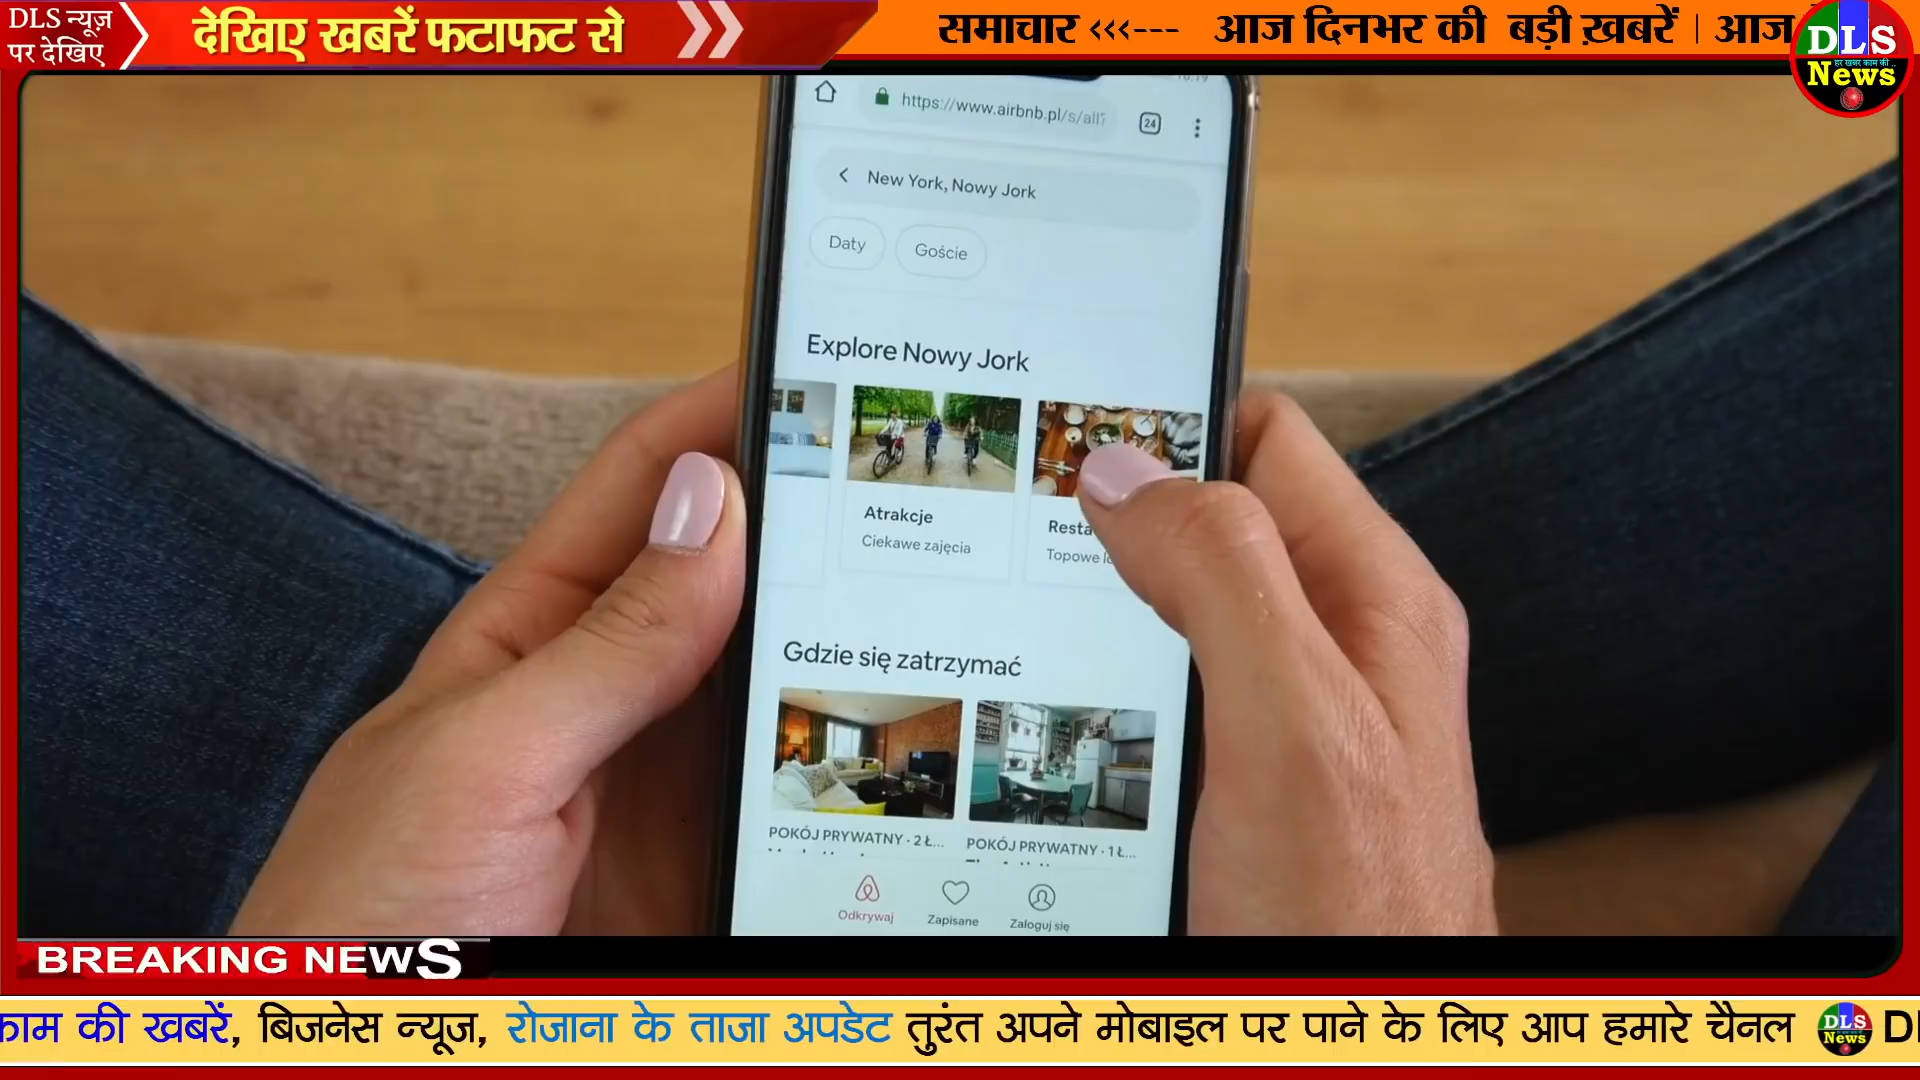 DLS न्यूज़
पर देखिए
देखिए खबरें फटाफट से
समाचार ‹‹‹--- आज दिनभर की बड़ी ख़बरें | आज
DLS
हर खबर काम की..
News
https://www.airbnb.pl/s/all?
24
New York, Nowy Jork
Daty
Goście
Explore Nowy Jork
Atrakcje
Ciekawe zajęcia
Topowe
Gdzie się zatrzymać
POKÓJ PRYWATNY · 2 Ł...
POKÓJ PRYWATNY · 1 Ł...
Odkrywaj
Zapisane
Zaloguj się
BREAKING NEWS
काम की खबरें, बिजनेस न्यूज, रोजाना के ताजा अपडेट तुरंत अपने मोबाइल पर पाने के लिए आप हमारे चैनल
DLS
News